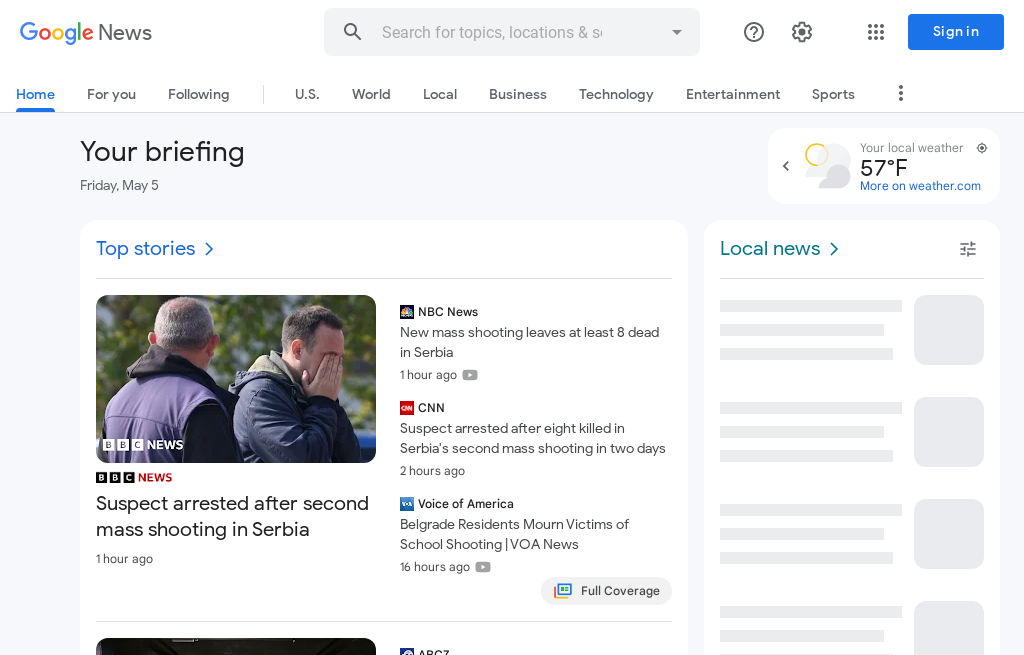 Google News
Search for topics, locations & s
Sign in
Home
For you
Following
U.S.
World
Local
Business
Technology
Entertainment
Sports
Your briefing
Friday, May 5
Your local weather
57°F
More on weather.com
Top stories
BBC NEWS
BBC NEWS
Suspect arrested after second
mass shooting in Serbia
1 hour ago
NBC News
New mass shooting leaves at least 8 dead
in Serbia
1 hour ago
CNN
CNN
Suspect arrested after eight killed in
Serbia's second mass shooting in two days
2 hours ago
VOA
Voice of America
Belgrade Residents Mourn Victims of
School Shooting | VOA News
16 hours ago
Full Coverage
ABC7
Local news